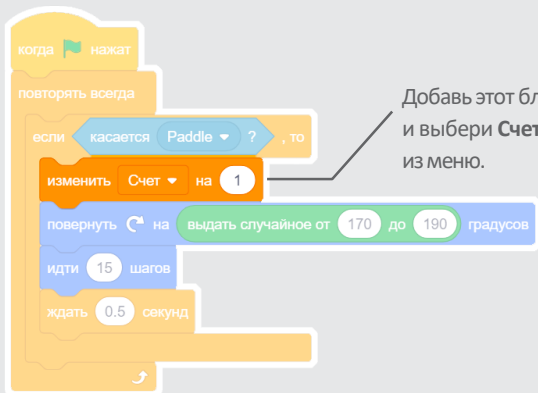 когда нажат
повторять всегда
если касается Paddle ? , то
изменить Счет на 1
повернуть на выдать случайное от 170 до 190 градусов
идти 15 шагов
ждать 0.5 секунд
Добавь этот бл
и выбери Счет
из меню.